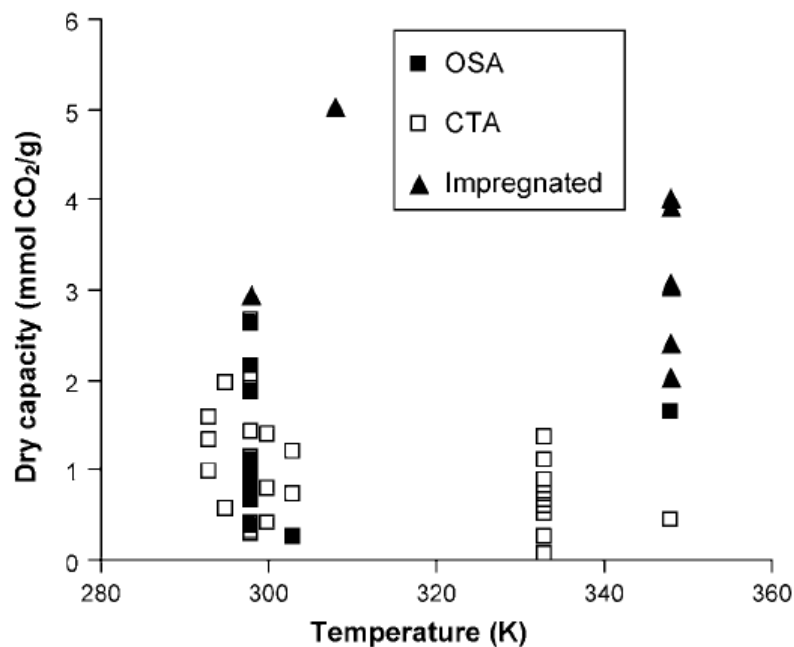 6
5
4
3
2
1
0
280
300
320
340
360
Dry capacity (mmol CO₂/g)
Temperature (K)
OSA
CTA
Impregnated